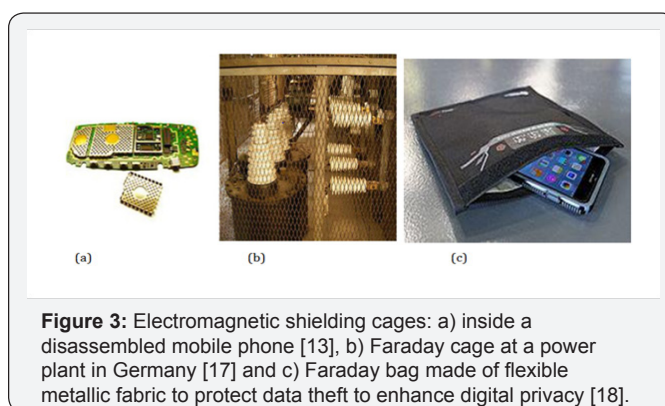 (a) (b) (c)
Figure 3: Electromagnetic shielding cages: a) inside a
disassembled mobile phone [13], b) Faraday cage at a power
plant in Germany [17] and c) Faraday bag made of flexible
metallic fabric to protect data theft to enhance digital privacy [18].